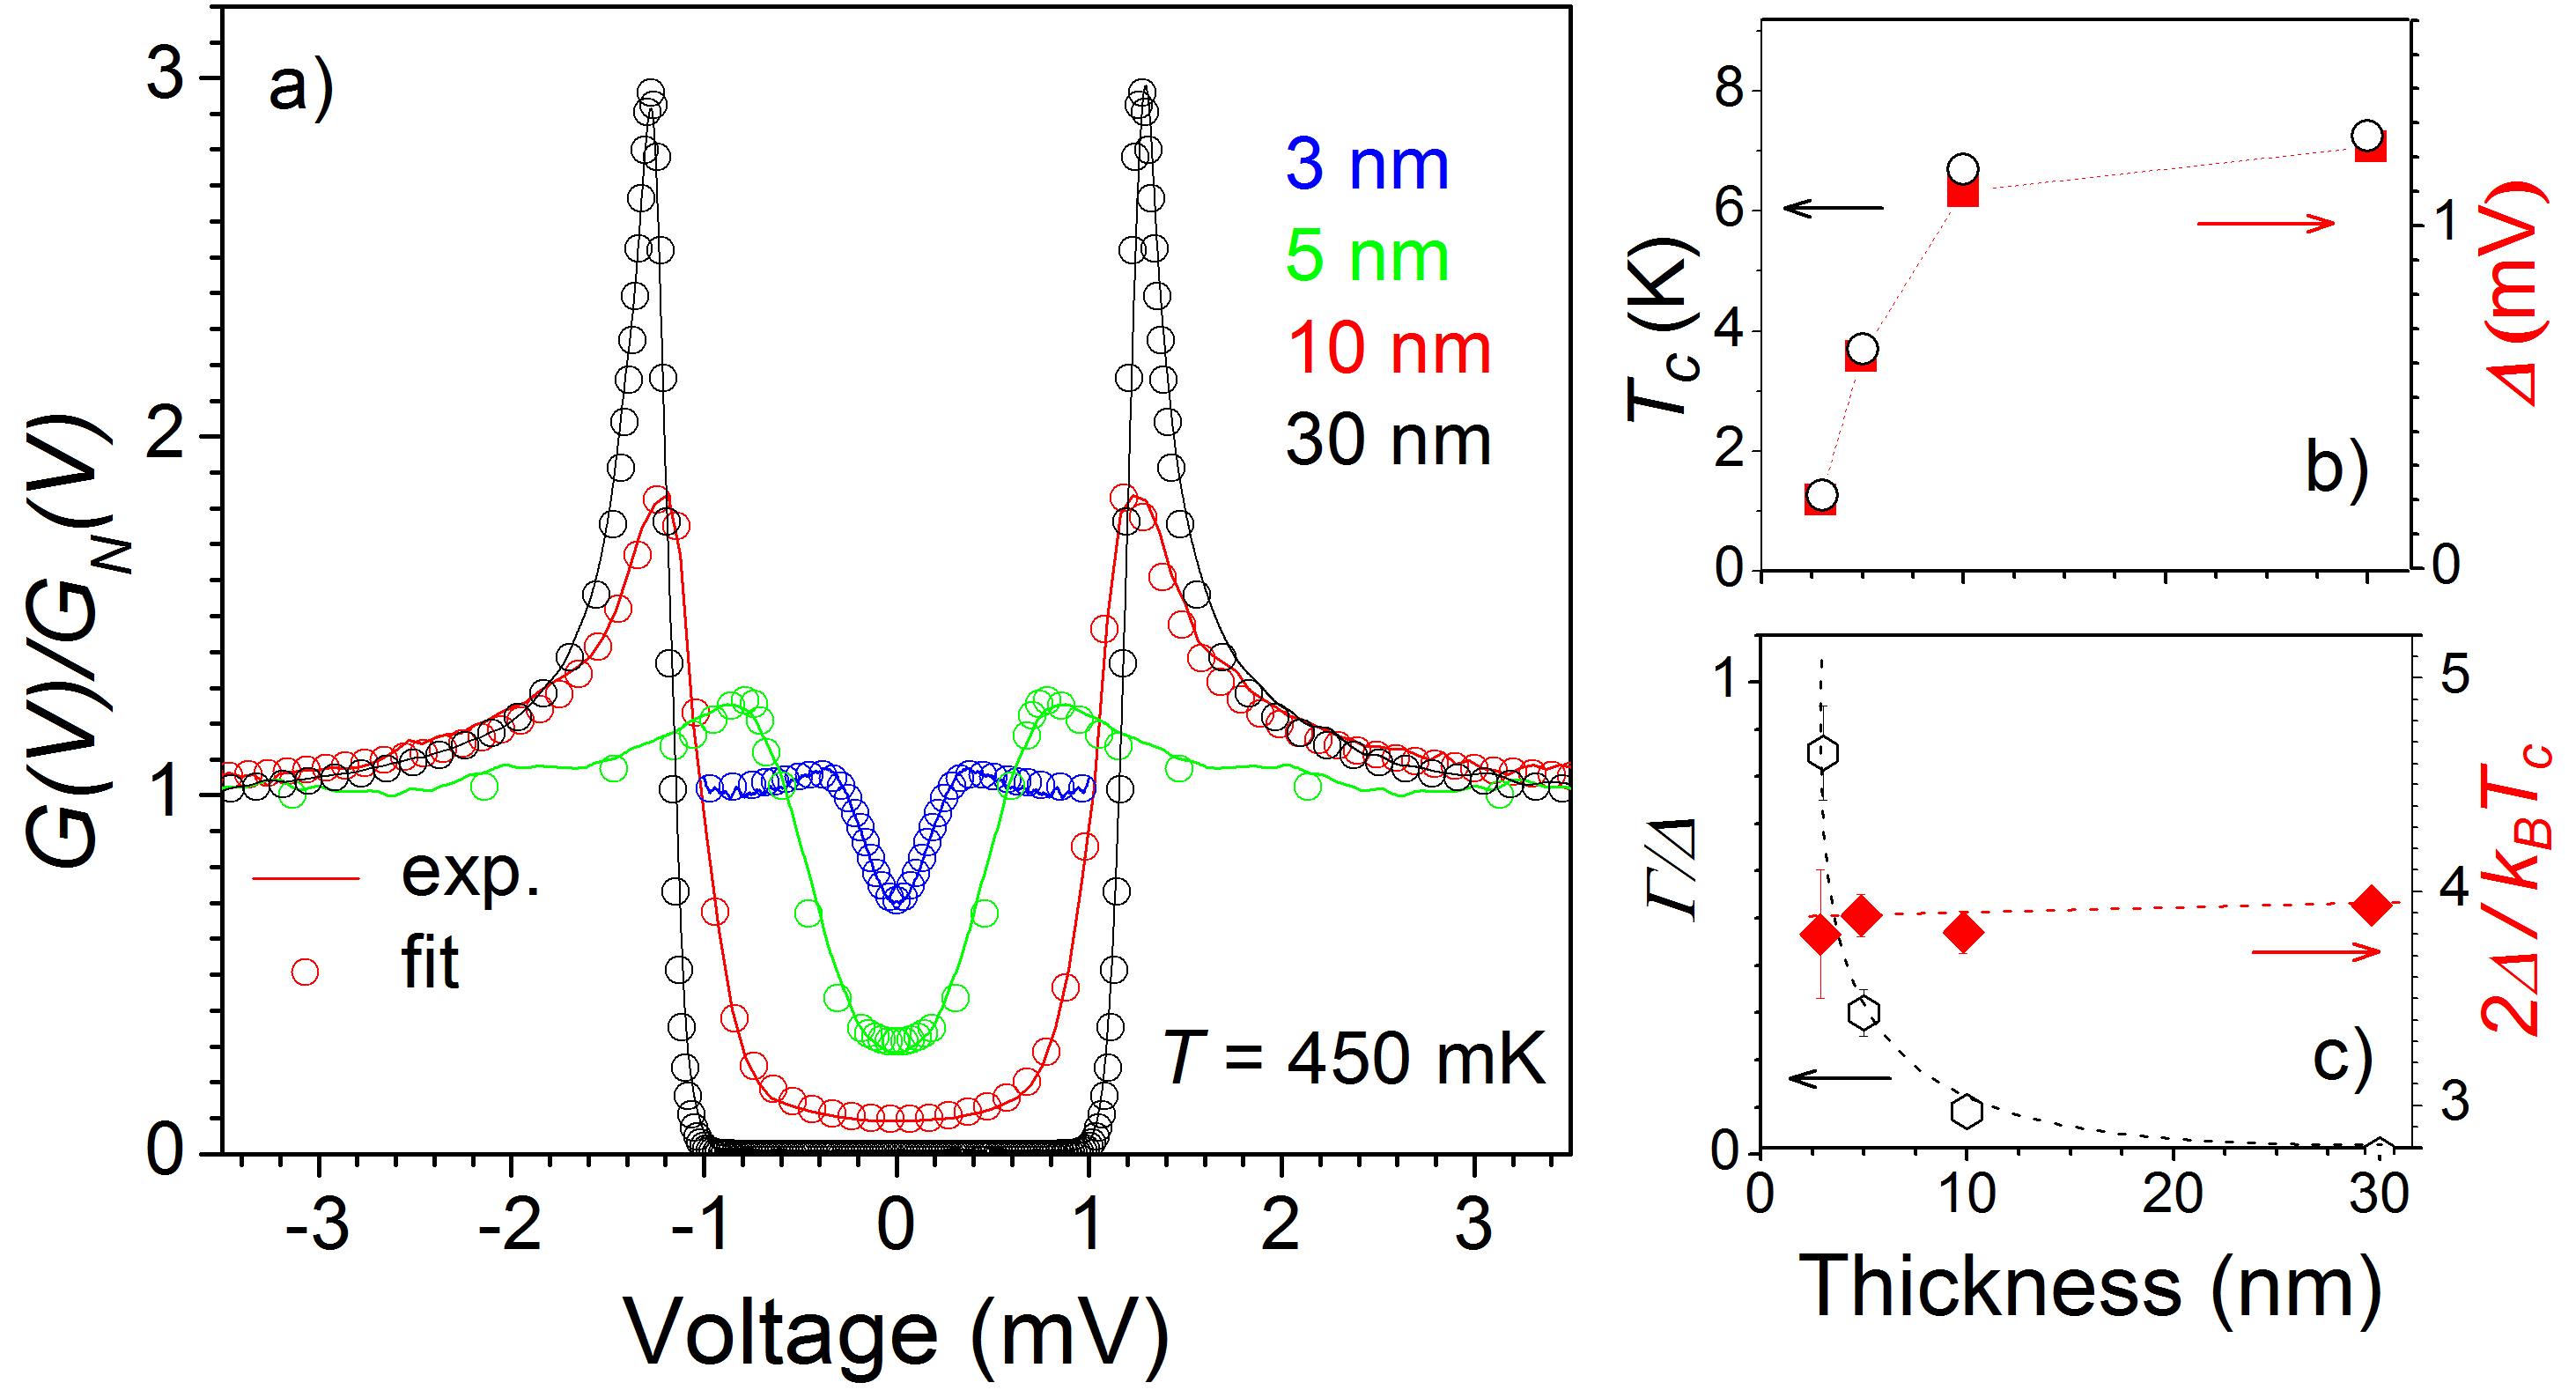 a)
3 nm
5 nm
10 nm
30 nm
exp.
fit
T = 450 mK
G(V)/G_N(V)
3
2
1
0
-3 -2 -1 0 1 2 3
Voltage (mV)
b)
T_c (K)
8
6
4
2
0
Δ (mV)
1
0
c)
Γ/Δ
1
0
2Δ/k_BT_c
5
4
3
0 10 20 30
Thickness (nm)